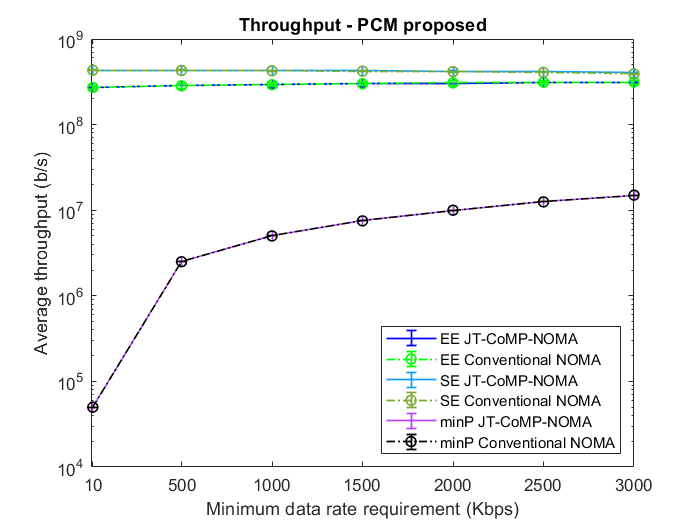 Throughput - PCM proposed
10^9
10^8
10^7
10^6
10^5
10^4
Average throughput (b/s)
EE JT-CoMP-NOMA
EE Conventional NOMA
SE JT-CoMP-NOMA
SE Conventional NOMA
minP JT-CoMP-NOMA
minP Conventional NOMA
10 500 1000 1500 2000 2500 3000
Minimum data rate requirement (Kbps)